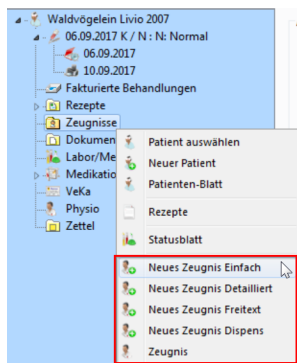 Waldvögelein Livio 2007
06.09.2017 K / N : N: Normal
06.09.2017
10.09.2017
Fakturierte Behandlungen
Rezepte
Zeugnisse
Dokumen
Labor/Me
Medikatio
VeKa
Physio
Zettel
Patient auswählen
Neuer Patient
Patienten-Blatt
Rezepte
Statusblatt
Neues Zeugnis Einfach
Neues Zeugnis Detailliert
Neues Zeugnis Freitext
Neues Zeugnis Dispens
Zeugnis